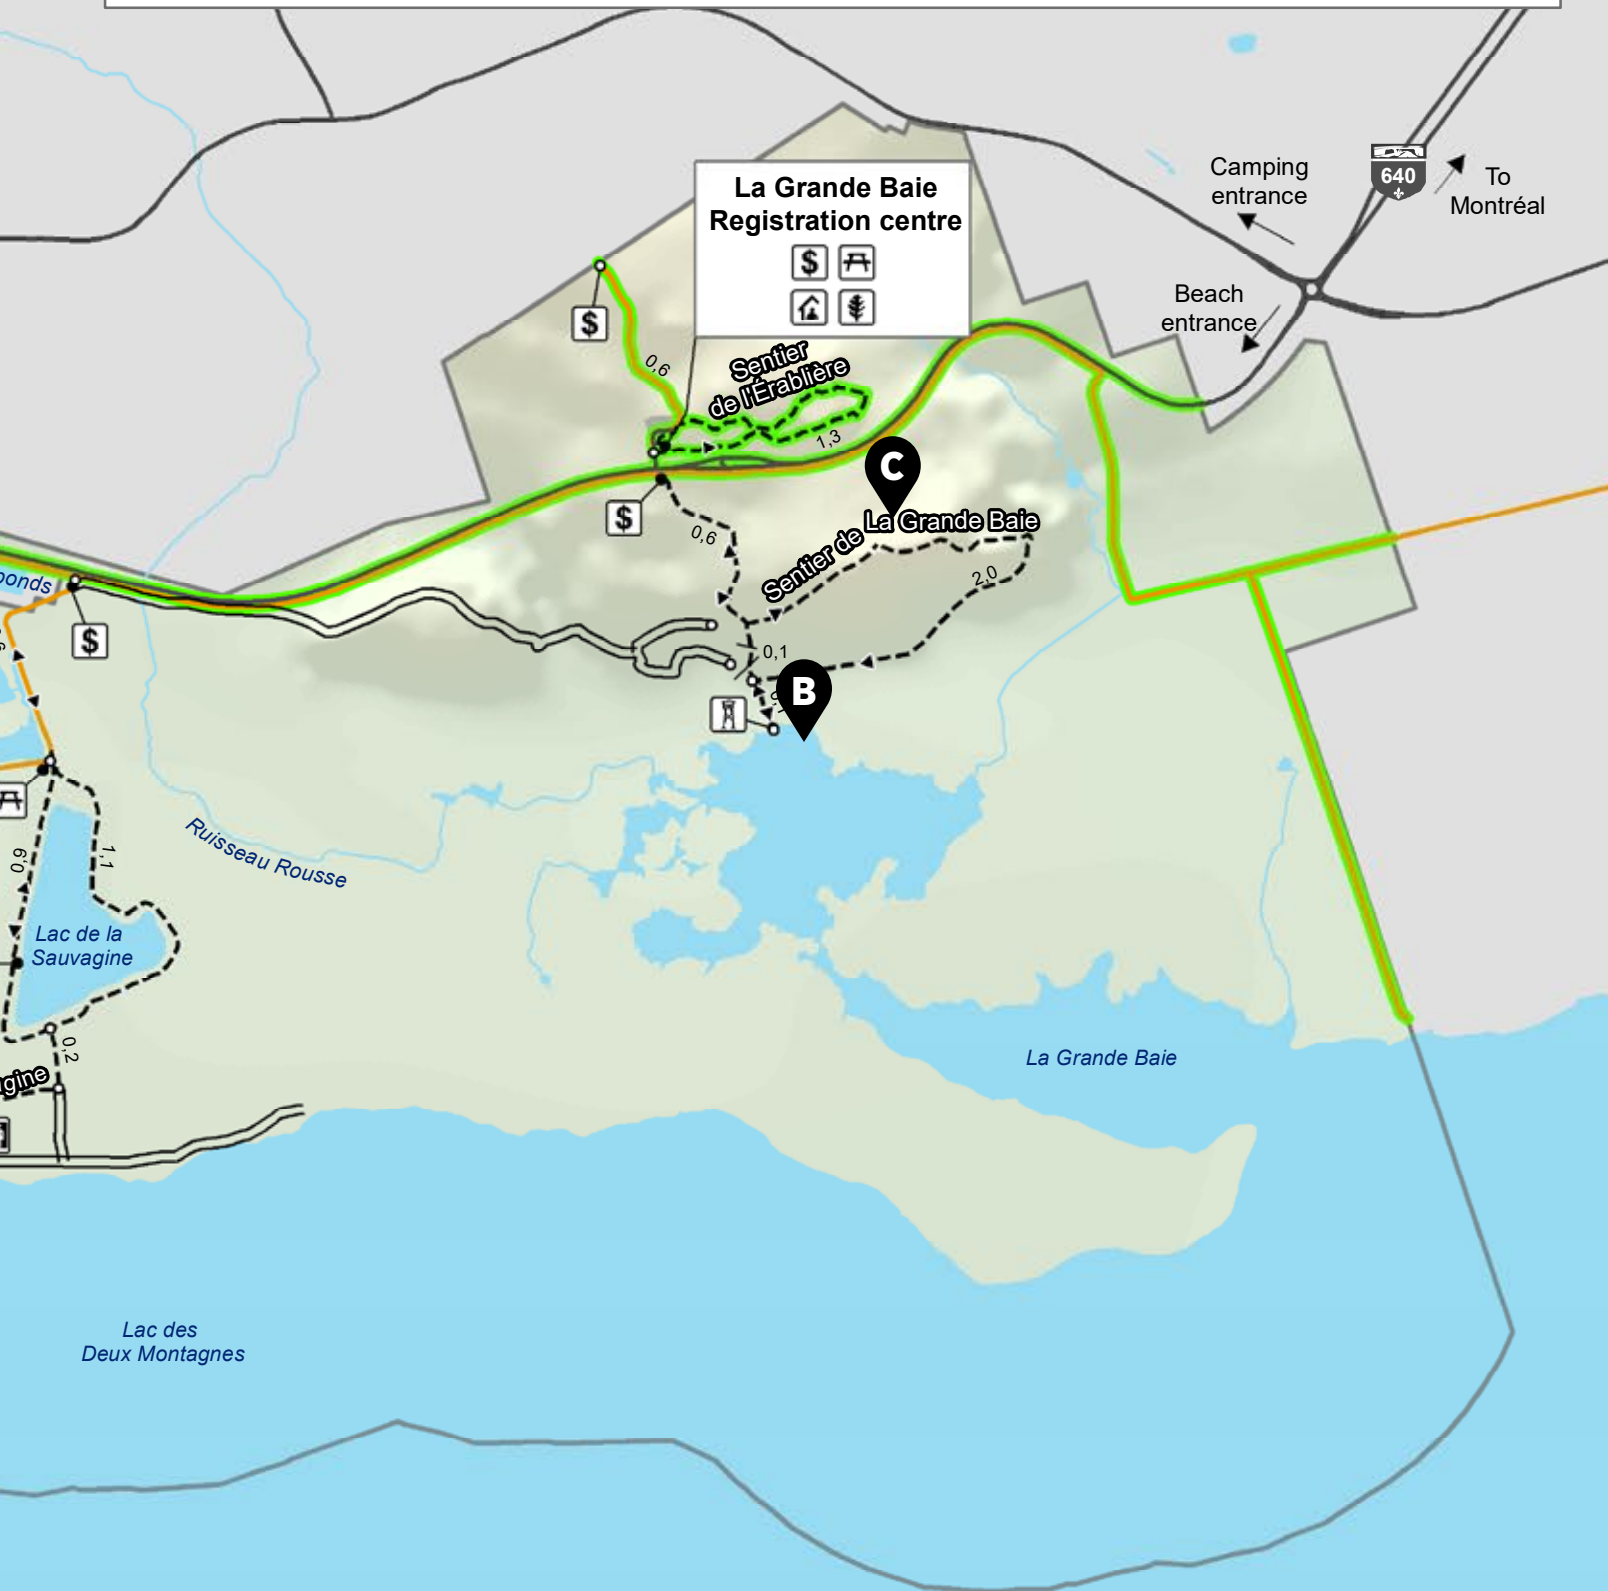 640
To
Montréal
Camping
entrance
Beach
entrance
La Grande Baie
Registration centre
$
$
0,6
Sentier
de l'Érablière
1,3
C
$
0,6
Sentier de La Grande Baie
2,0
ponds
$
0,1
B
1,1
0,9
Ruisseau Rousse
Lac de la
Sauvagine
0,2
La Grande Baie
Lac des
Deux Montagnes